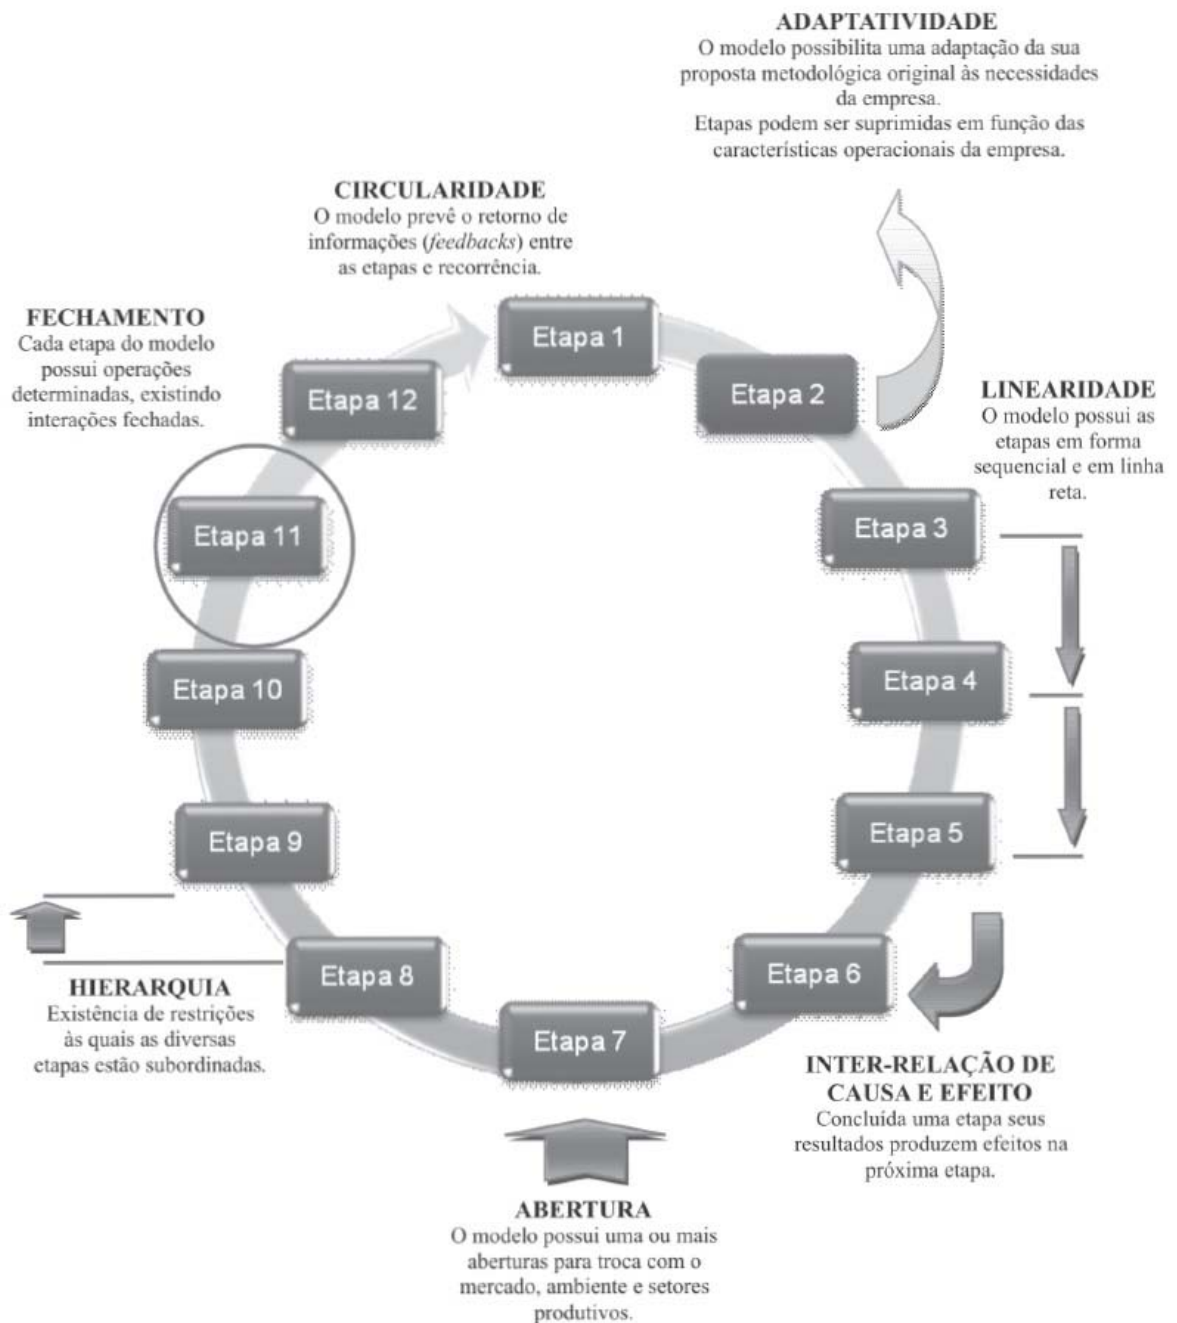 ADAPTATIVIDADE
O modelo possibilita uma adaptação da sua
proposta metodológica original às necessidades
da empresa.
Etapas podem ser suprimidas em função das
características operacionais da empresa.
CIRCULARIDADE
O modelo prevê o retorno de
informações (feedbacks) entre
as etapas e recorrência.
FECHAMENTO
Cada etapa do modelo
possui operações
determinadas, existindo
interações fechadas.
Etapa 1
Etapa 2
LINEARIDADE
O modelo possui as
etapas em forma
sequencial e em linha
reta.
Etapa 3
Etapa 4
Etapa 5
Etapa 6
INTER-RELAÇÃO DE
CAUSA E EFEITO
Concluída uma etapa seus
resultados produzem efeitos na
próxima etapa.
Etapa 7
ABERTURA
O modelo possui uma ou mais
aberturas para troca com o
mercado, ambiente e setores
produtivos.
Etapa 8
HIERARQUIA
Existência de restrições
às quais as diversas
etapas estão subordinadas.
Etapa 9
Etapa 10
Etapa 11
Etapa 12